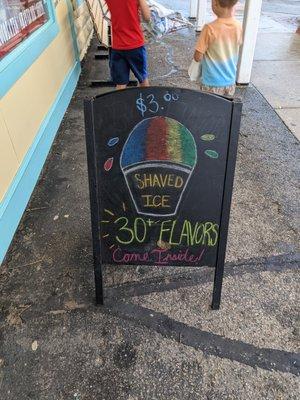 $3.00
SHAVED
ICE
30+ FLAVORS
Come Inside!